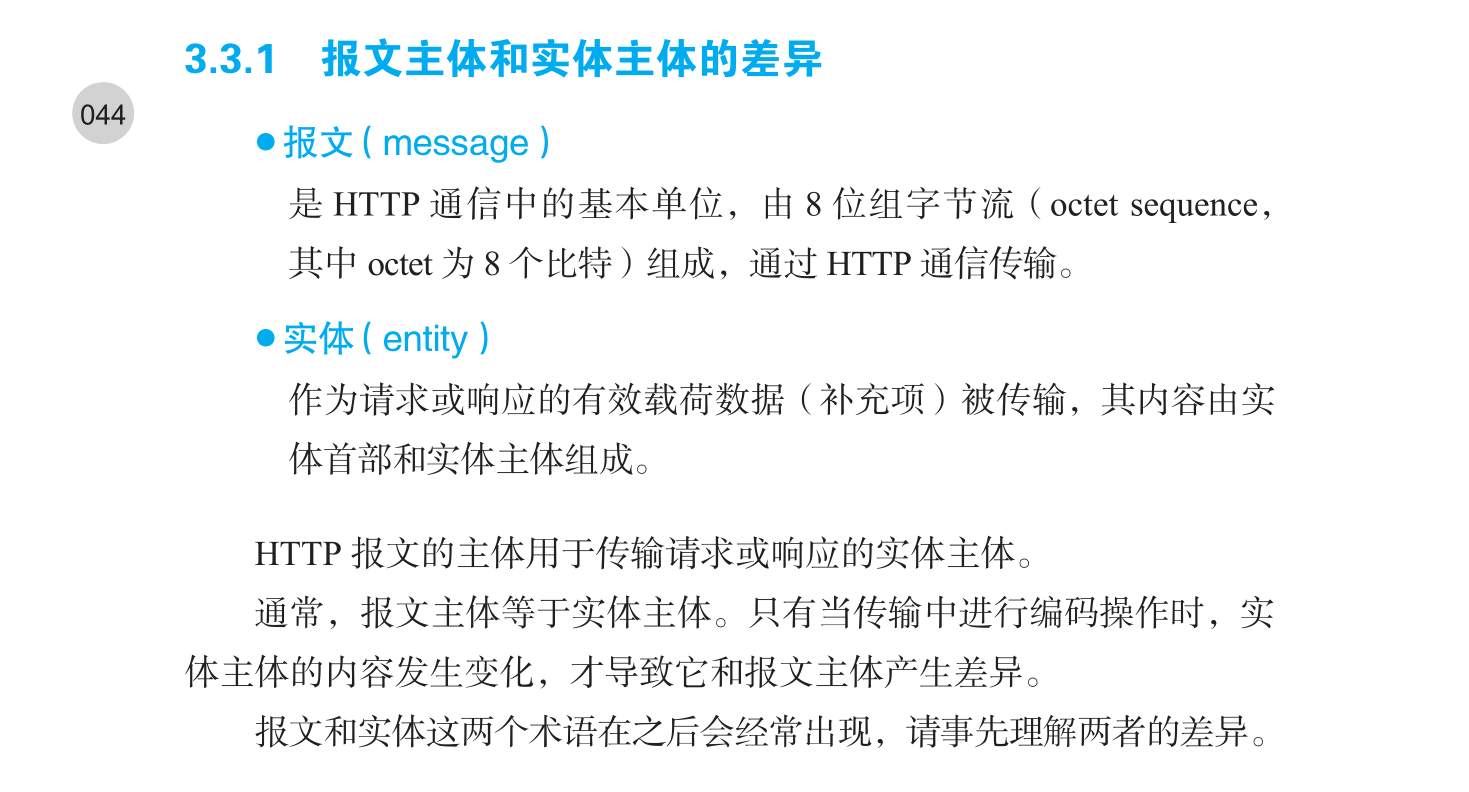 3.3.1 报文主体和实体主体的差异
044
●报文（message）
是 HTTP 通信中的基本单位，由 8 位组字节流（octet sequence，
其中 octet 为 8 个比特）组成，通过 HTTP 通信传输。
●实体（entity）
作为请求或响应的有效载荷数据（补充项）被传输，其内容由实
体首部和实体主体组成。
HTTP 报文的主体用于传输请求或响应的实体主体。
通常，报文主体等于实体主体。只有当传输中进行编码操作时，实
体主体的内容发生变化，才导致它和报文主体产生差异。
报文和实体这两个术语在之后会经常出现，请事先理解两者的差异。